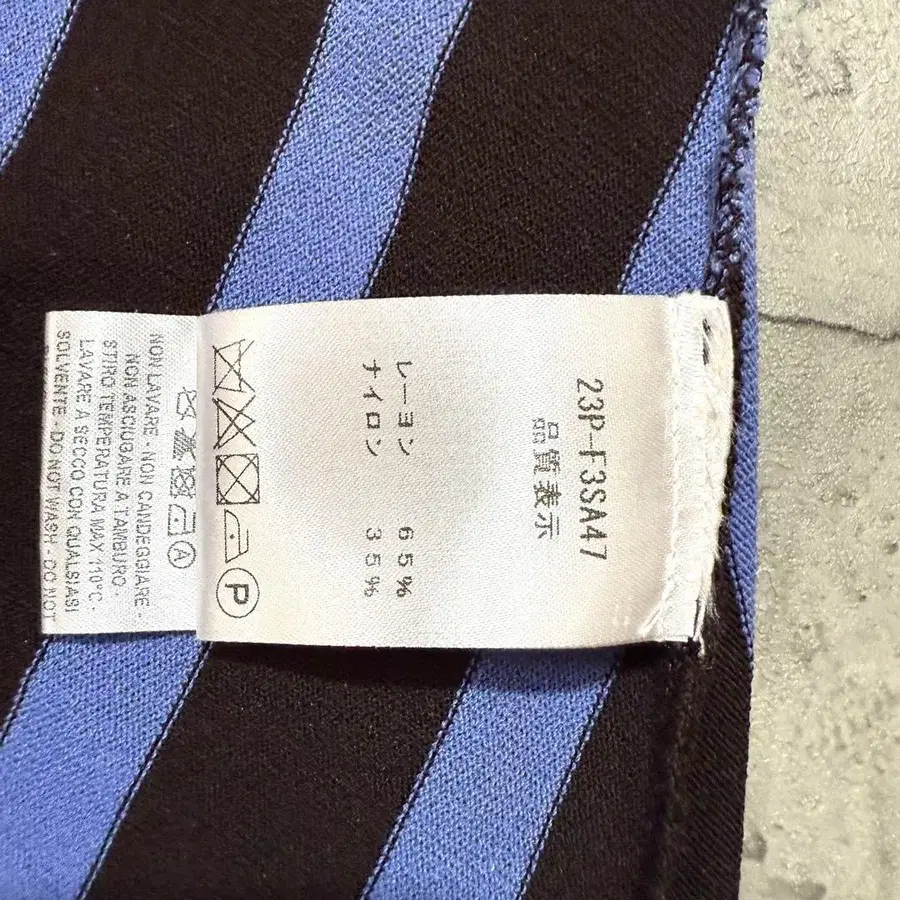 23P-F3SA47
品質表示
レーヨン 65%
ナイロン 35%
P
A
NON LAVARE - NON CANDEGGIARE -
NON ASCIUGARE A TAMBURO -
STIRO TEMPERATURA MAX 110°C -
LAVARE A SECCO CON QUALSIASI
SOLVENTE - DO NOT WASH - DO NOT